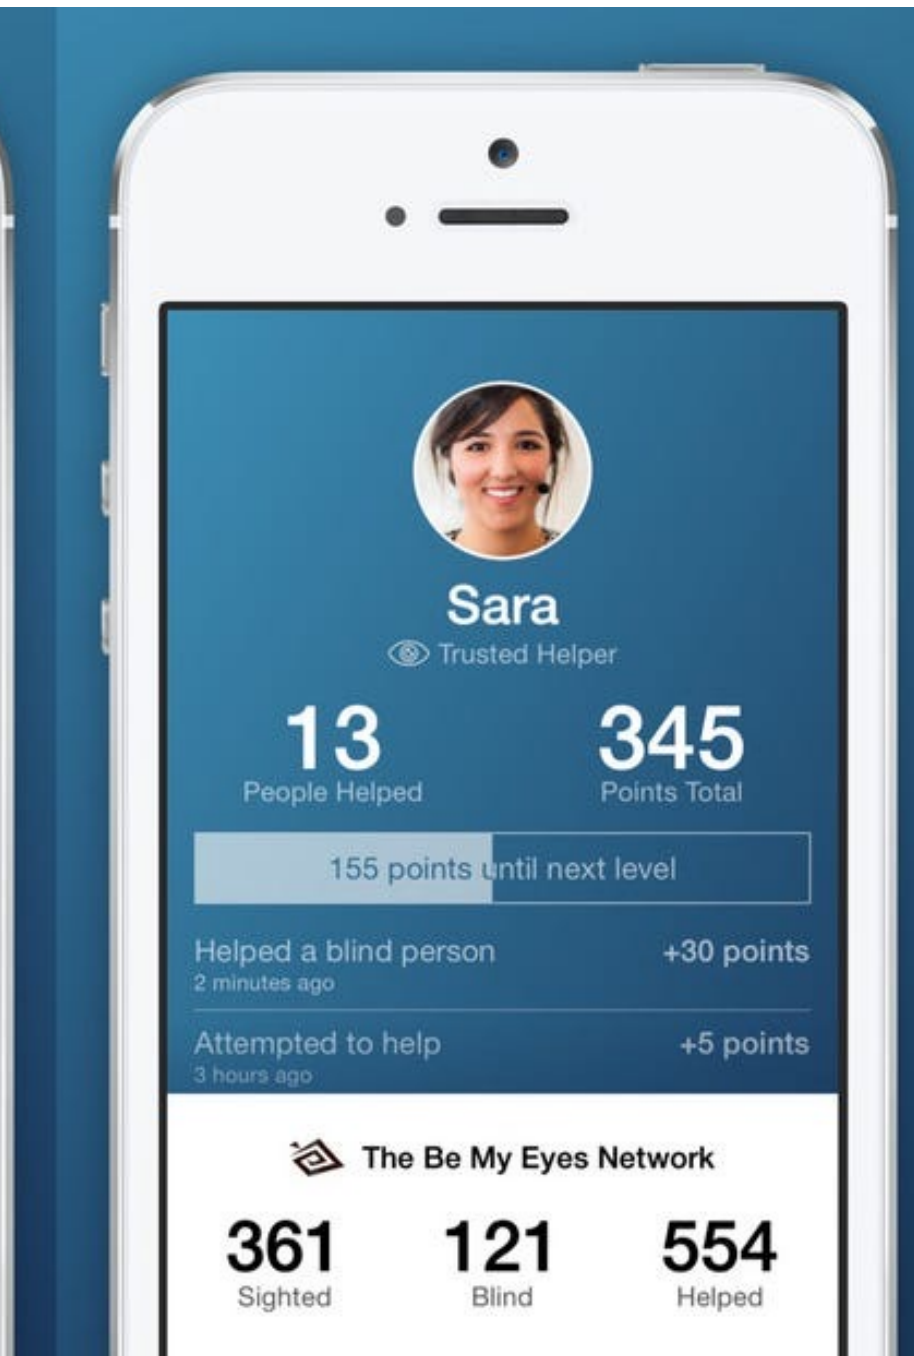 Sara
Trusted Helper
13 345
People Helped Points Total
155 points until next level
Helped a blind person +30 points
2 minutes ago
Attempted to help +5 points
3 hours ago
The Be My Eyes Network
361 121 554
Sighted Blind Helped